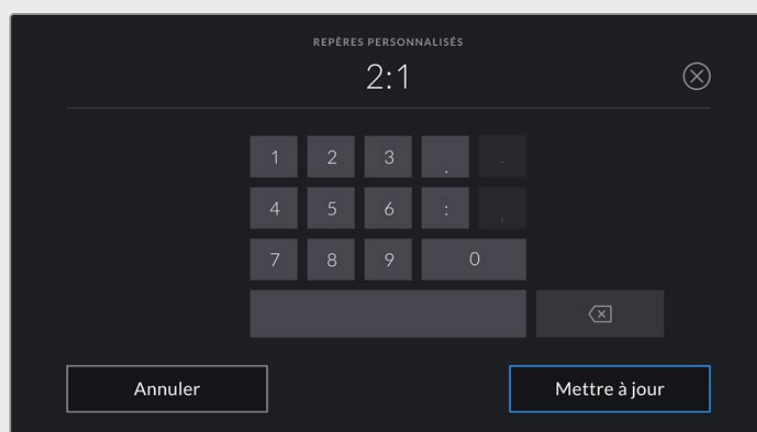 REPÈRES PERSONNALISÉS
2:1
1 2 3 . -
4 5 6 : ,
7 8 9 0
Annuler Mettre à jour